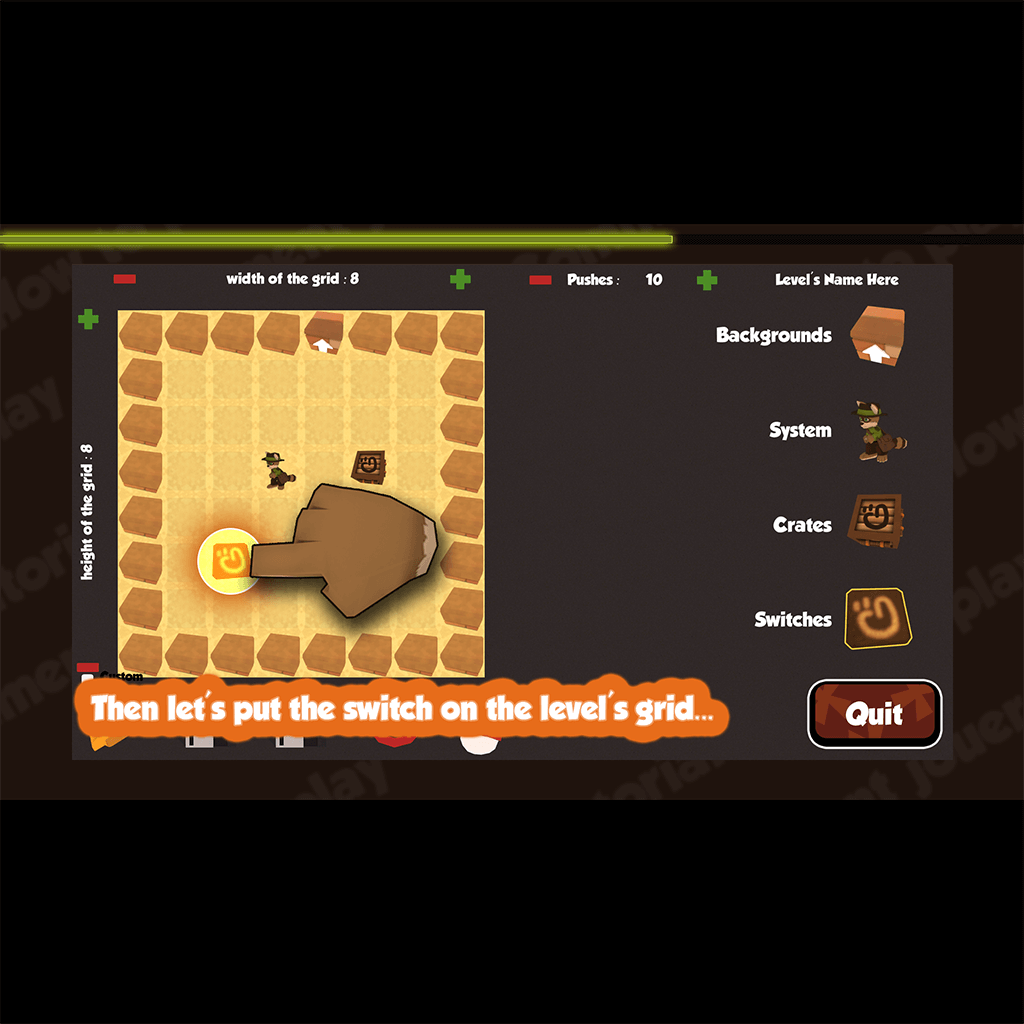 width of the grid : 8
Pushes : 10
Level's Name Here
Backgrounds
height of the grid : 8
System
Crates
Switches
Custom
Then let's put the switch on the level's grid...
Quit